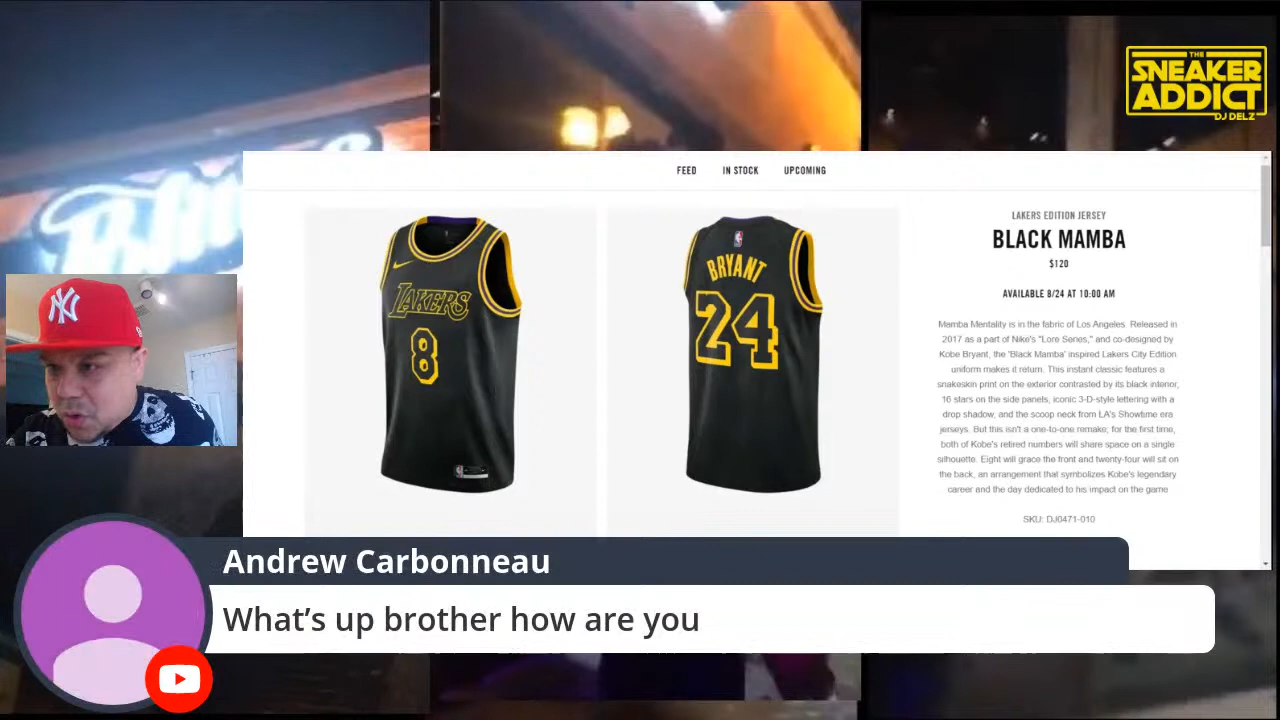 THE
SNEAKER
ADDICT
DJ DELZ
FEED IN STOCK UPCOMING
LAKERS EDITION JERSEY
BLACK MAMBA
$120
AVAILABLE 8/24 AT 10:00 AM
Mamba Mentality is in the fabric of Los Angeles. Released in
2017 as a part of Nike's "Lore Series," and co-designed by
Kobe Bryant, the 'Black Mamba' inspired Lakers City Edition
uniform makes it return. This instant classic features a
snakeskin print on the exterior contrasted by its black interior,
16 stars on the side panels, iconic 3-D-style lettering with a
drop shadow, and the scoop neck from LA's Showtime era
jerseys. But this isn't a one-to-one remake; for the first time,
both of Kobe's retired numbers will share space on a single
silhouette. Eight will grace the front and twenty-four will sit on
the back, an arrangement that symbolizes Kobe's legendary
career and the day dedicated to his impact on the game
SKU: DJ0471-010
LAKERS
8
BRYANT
24
NY
Andrew Carbonneau
What's up brother how are you